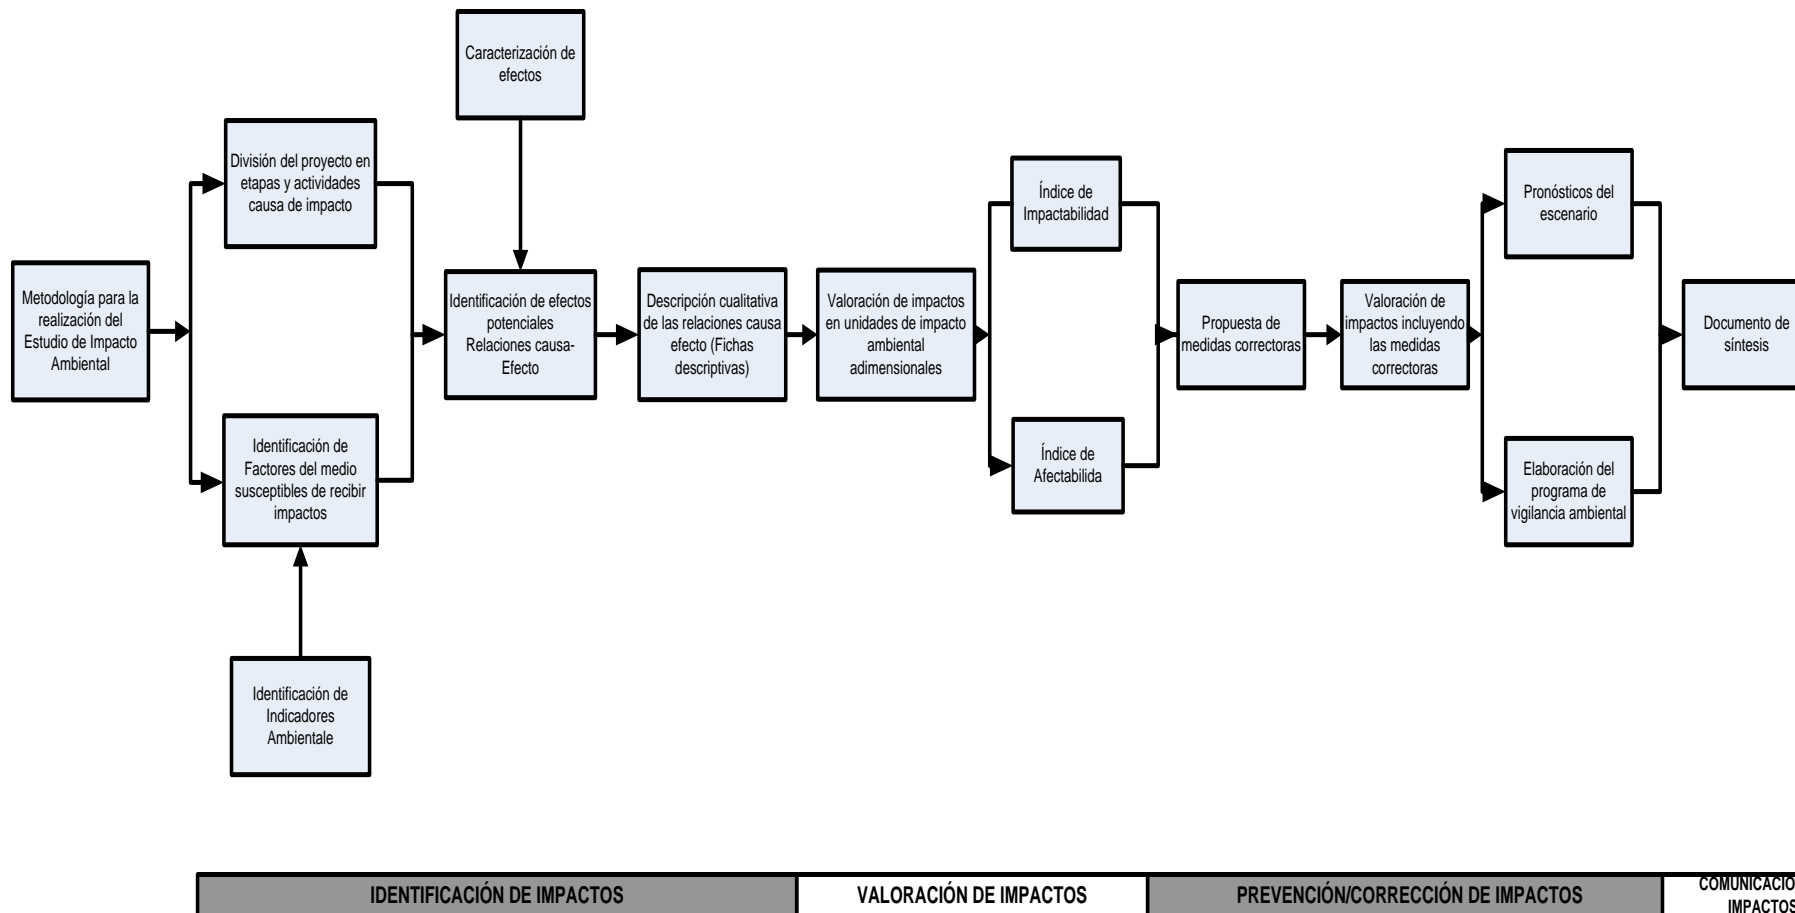 Caracterización de
efectos
División del proyecto en
etapas y actividades
causa de impacto
Metodología para la
realización del
Estudio de Impacto
Ambiental
Identificación de
Factores del medio
susceptibles de recibir
impactos
Identificación de
Indicadores
Ambientale
Identificación de efectos
potenciales
Relaciones causa-
Efecto
Descripción cualitativa
de las relaciones causa
efecto (Fichas
descriptivas)
Valoración de impactos
en unidades de impacto
ambiental
adimensionales
Índice de
Impactabilidad
Índice de
Afectabilida
Propuesta de
medidas correctoras
Valoración de
impactos incluyendo
las medidas
correctoras
Pronósticos del
escenario
Elaboración del
programa de
vigilancia ambiental
Documento de
síntesis
IDENTIFICACIÓN DE IMPACTOS
VALORACIÓN DE IMPACTOS
PREVENCIÓN/CORRECCIÓN DE IMPACTOS
COMUNICACIO
IMPACTOS